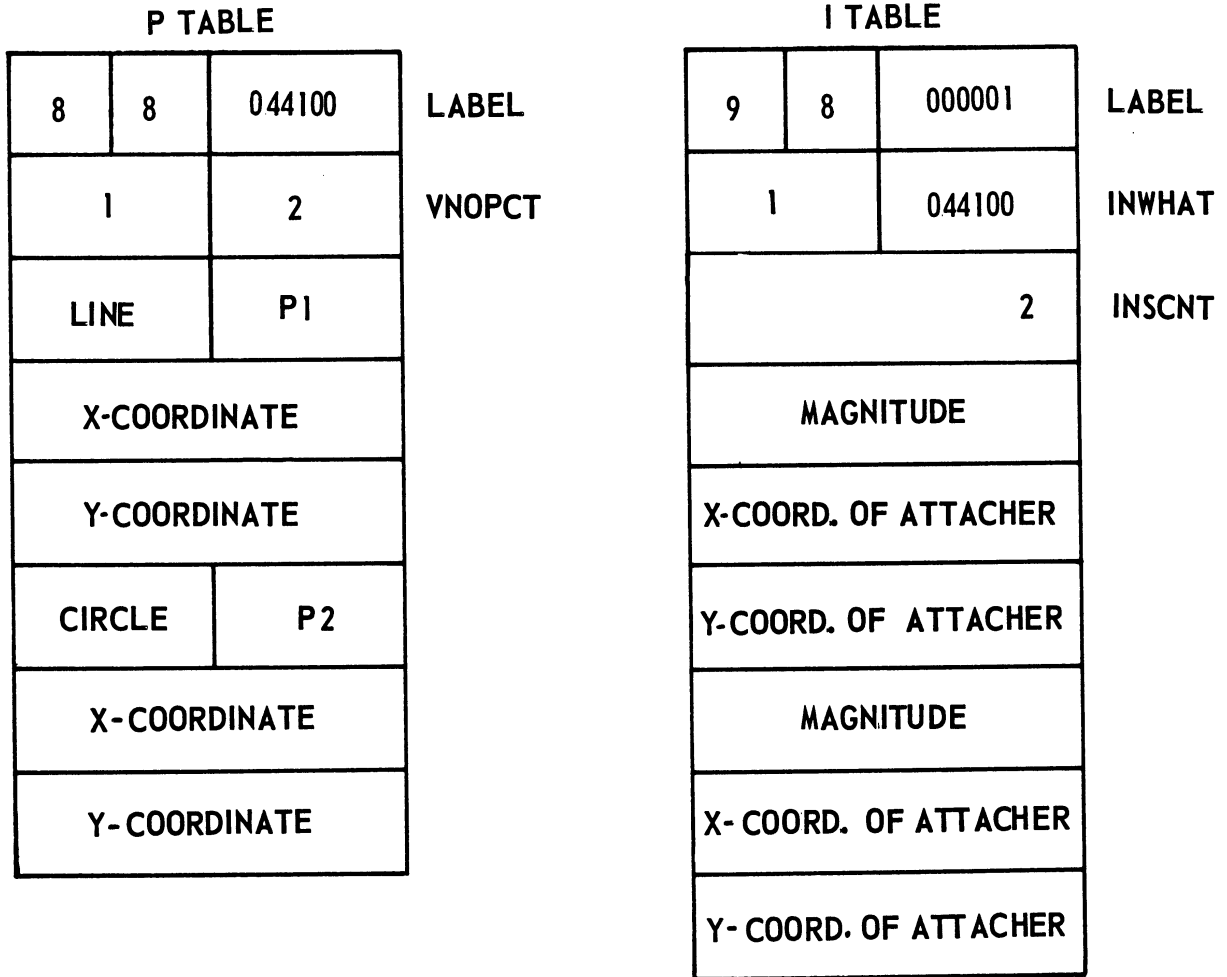 P TABLE
8 8 044100 LABEL
1 2 VNOPCT
LINE P1
X-COORDINATE
Y-COORDINATE
CIRCLE P2
X-COORDINATE
Y-COORDINATE
I TABLE
9 8 000001 LABEL
1 044100 INWHAT
2 INSCNT
MAGNITUDE
X-COORD. OF ATTACHER
Y-COORD. OF ATTACHER
MAGNITUDE
X-COORD. OF ATTACHER
Y-COORD. OF ATTACHER